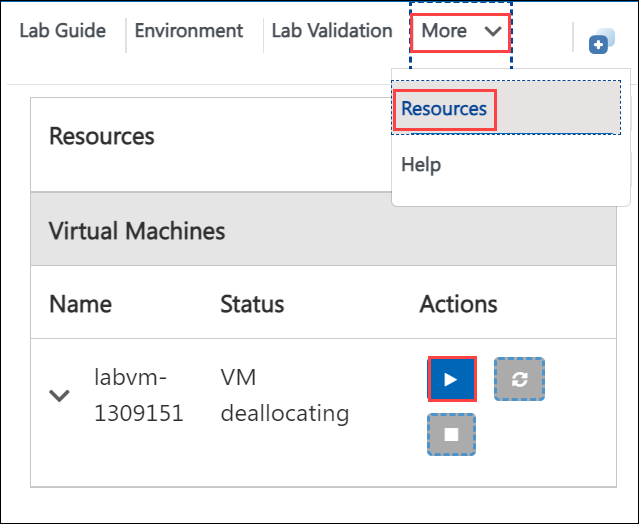 Lab Guide Environment Lab Validation More
Resources
Help
Resources
Virtual Machines
Name Status Actions
labvm- VM
1309151 deallocating